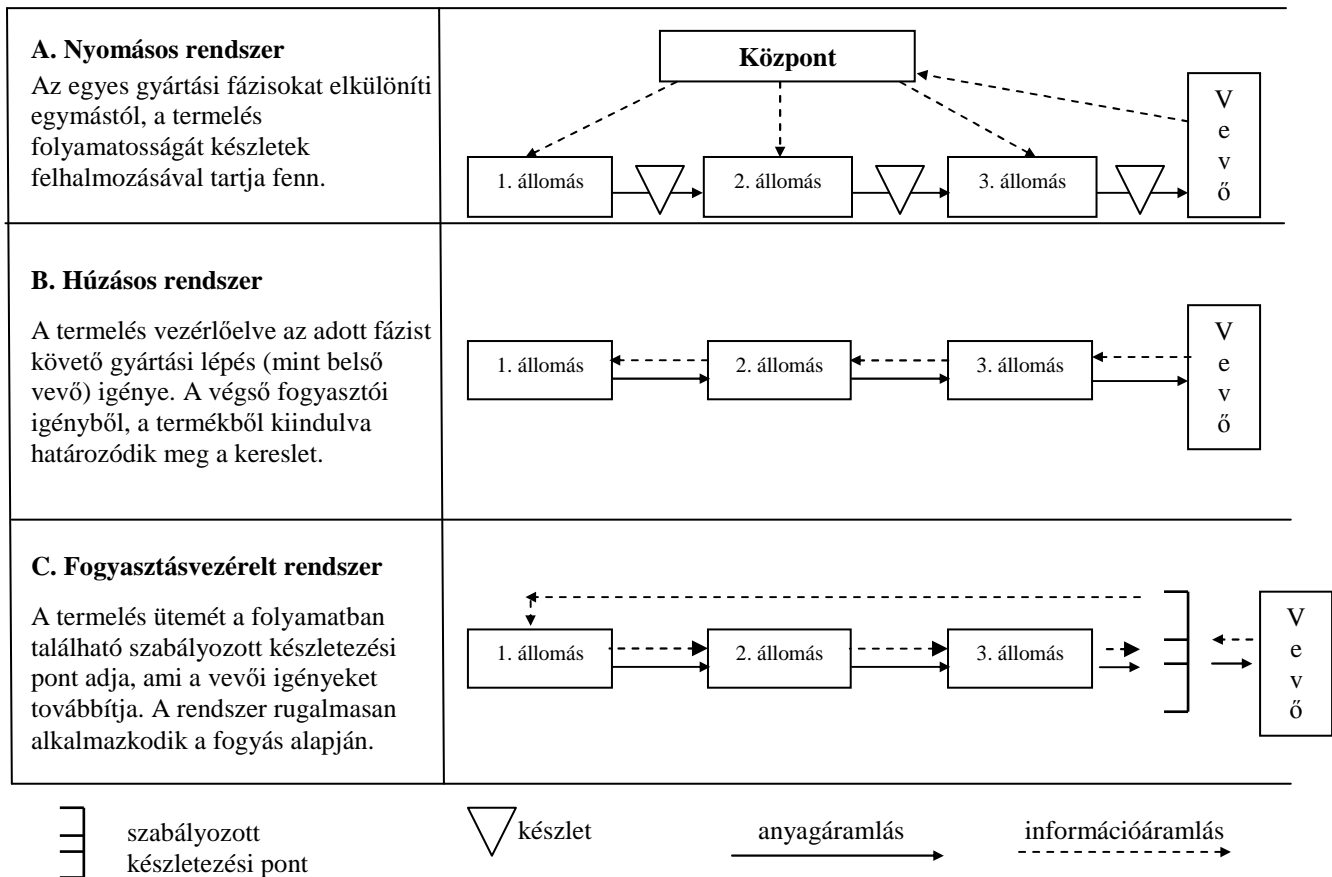 A. Nyomásos rendszer
Az egyes gyártási fázisokat elkülöníti
egymástól, a termelés
folyamatosságát készletek
felhalmozásával tartja fenn.
Központ
1. állomás
2. állomás
3. állomás
V
e
v
ő
B. Húzásos rendszer
A termelés vezérlőelve az adott fázist
követő gyártási lépés (mint belső
vevő) igénye. A végső fogyasztói
igényből, a termékből kiindulva
határozódik meg a kereslet.
1. állomás
2. állomás
3. állomás
V
e
v
ő
C. Fogyasztásvezérelt rendszer
A termelés ütemét a folyamatban
található szabályozott készletezési
pont adja, ami a vevői igényeket
továbbítja. A rendszer rugalmasan
alkalmazkodik a fogyás alapján.
1. állomás
2. állomás
3. állomás
V
e
v
ő
szabályozott
készletezési pont
készlet
anyagáramlás
információáramlás